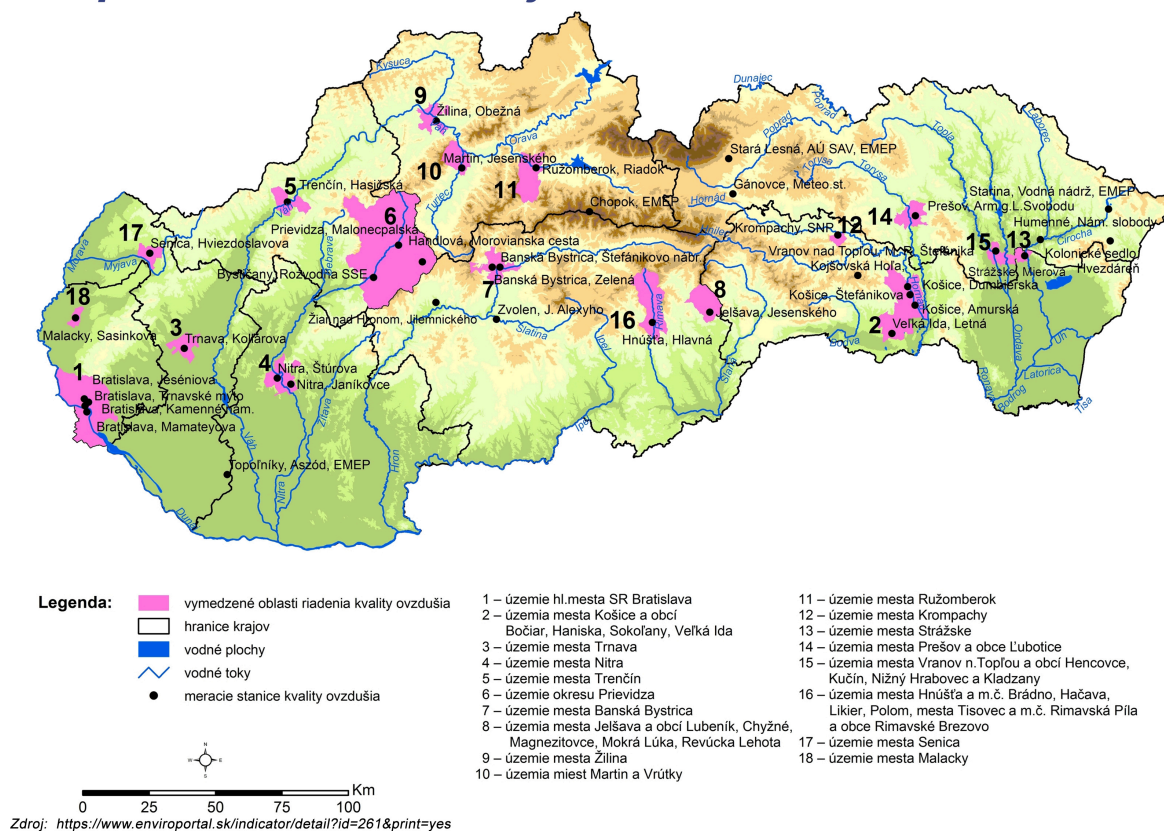 Kysuca
Dunajec
9
Žilina, Obežná
Váh
Orava
Poprad
Poprad
Topľa
Laborec
Stará Lesná, AÚ SAV, EMEP
10
Martin, Jesenského
Ružomberok, Riadok
11
Torysa
Torysa
Gánovce, Meteo.st.
Hornád
5
Trenčín, Hasičská
Váh
Turiec
6
Prievidza, Malonecpalská
Chopok, EMEP
Starina, Vodná nádrž, EMEP
14
Prešov, Arm.g.L.Svobodu
Humenné, Nám. slobody
Krompachy, SNP
12
Hnilec
Morava
17
Senica, Hviezdoslavova
Myjava
Handlová, Morovianska cesta
Banská Bystrica, Štefánikovo nábr.
Vranov nad Topľou, M. R. Štefánika
15
13
Cirocha
Kolonické sedlo
Hvezdáreň
Bystričany, Rozvodňa SSE
7
Banská Bystrica, Zelená
Kojšovská Hoľa
Strážske, Mierová
Košice, Ďumbierska
18
Malacky, Sasinkova
Žiar nad Hronom, Jilemnického
Zvolen, J. Alexyho
Slatina
8
Jelšava, Jesenského
16
Rimava
Hnúšťa, Hlavná
Košice, Štefánikova
Hornád
Košice, Amurská
2
Veľká Ida, Letná
Bodva
3
Trnava, Kollárova
Ipeľ
4
Nitra, Štúrova
Nitra, Janíkovce
Ondava
Uh
Latorica
1
Bratislava, Jeséniova
Bratislava, Trnavské mýto
Bratislava, Kamenné nám.
Bratislava, Mamateyova
Žitava
Váh
Ipeľ
Bodrog
Tisa
Topoľníky, Aszód, EMEP
Nitra
Hron
Dunaj
Legenda:
vymedzené oblasti riadenia kvality ovzdušia
hranice krajov
vodné plochy
vodné toky
meracie stanice kvality ovzdušia
1 – územie hl.mesta SR Bratislava
2 – územia mesta Košice a obcí
Bočiar, Haniska, Sokoľany, Veľká Ida
3 – územie mesta Trnava
4 – územie mesta Nitra
5 – územie mesta Trenčín
6 – územie okresu Prievidza
7 – územie mesta Banská Bystrica
8 – územia mesta Jelšava a obcí Lubeník, Chyžné,
Magnezitovce, Mokrá Lúka, Revúcka Lehota
9 – územie mesta Žilina
10 – územia miest Martin a Vrútky
11 – územie mesta Ružomberok
12 – územie mesta Krompachy
13 – územie mesta Strážske
14 – územia mesta Prešov a obce Ľubotice
15 – územia mesta Vranov n.Topľou a obcí Hencovce,
Kučín, Nižný Hrabovec a Kladzany
16 – územia mesta Hnúšťa a m.č. Brádno, Hačava,
Likier, Polom, mesta Tisovec a m.č. Rimavská Píla
a obce Rimavské Brezovo
17 – územie mesta Senica
18 – územie mesta Malacky
N
W
E
S
Km
0 25 50 100
Zdroj: https://www.enviroportal.sk/indicator/detail?id=261&print=yes